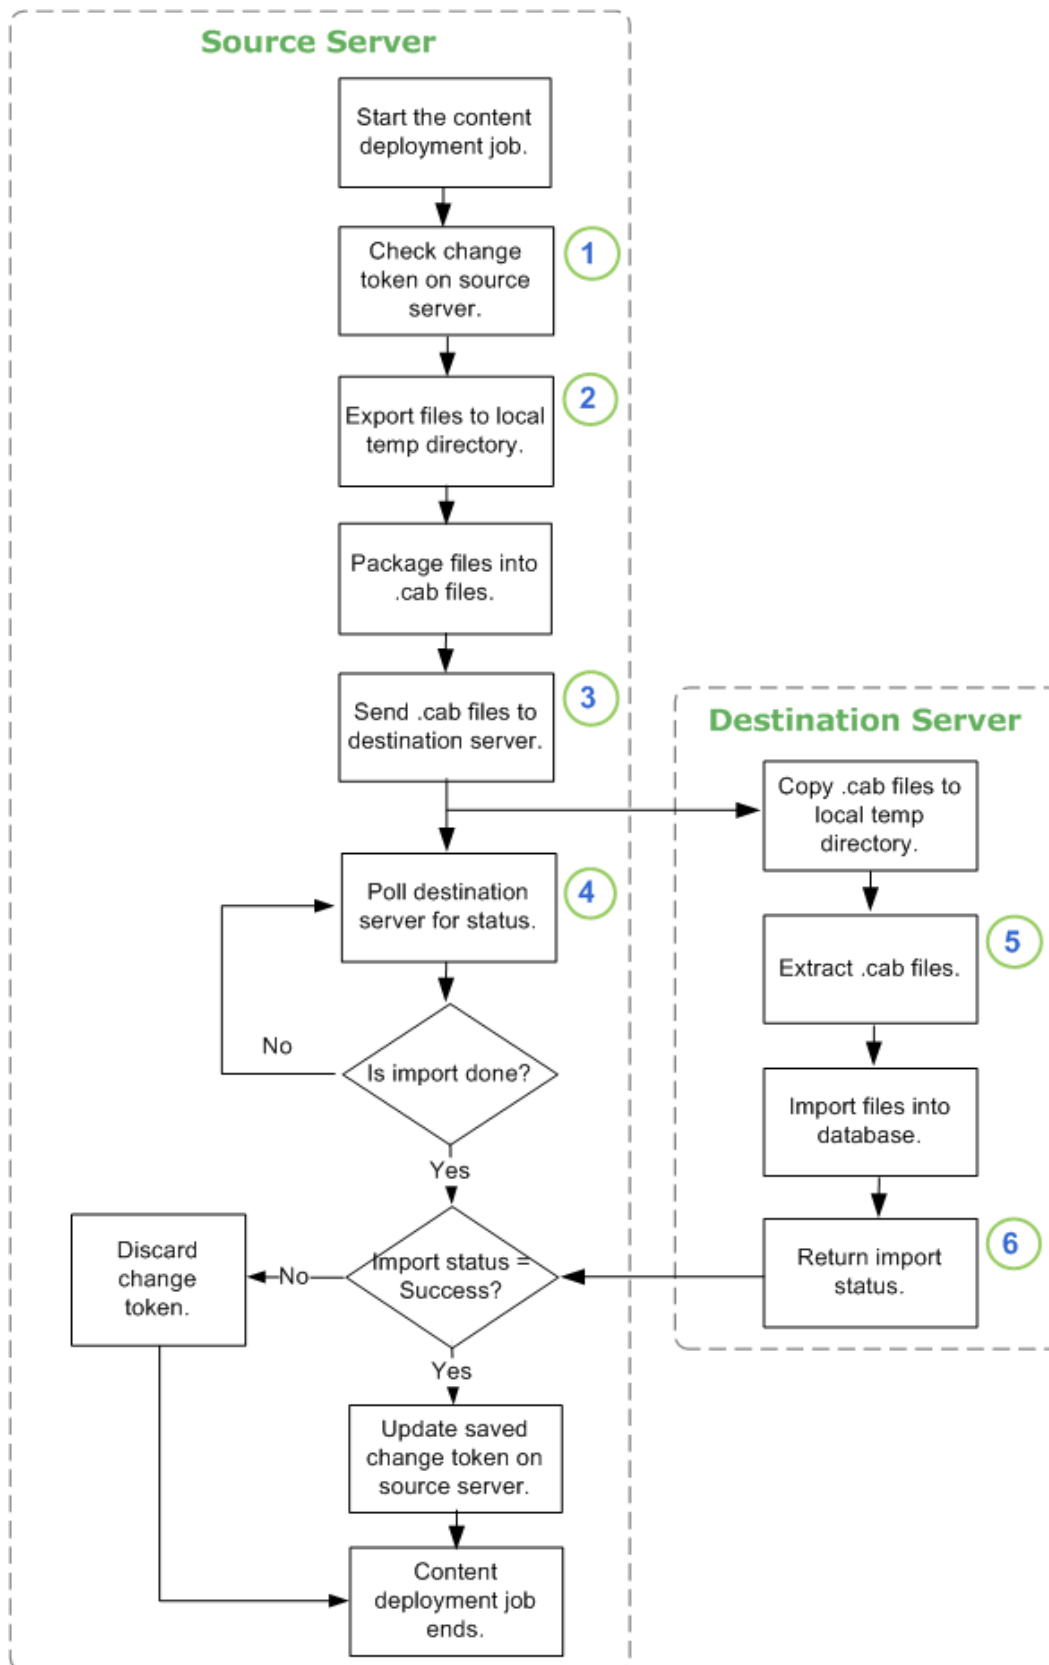 Source Server
Start the content
deployment job.
Check change
token on source
server.
1
Export files to local
temp directory.
2
Package files into
.cab files.
Send .cab files to
destination server.
3
Poll destination
server for status.
4
Is import done?
No
Yes
Import status =
Success?
No
Discard
change
token.
Yes
Update saved
change token on
source server.
Content
deployment job
ends.
Destination Server
Copy .cab files to
local temp
directory.
Extract .cab files.
5
Import files into
database.
Return import
status.
6